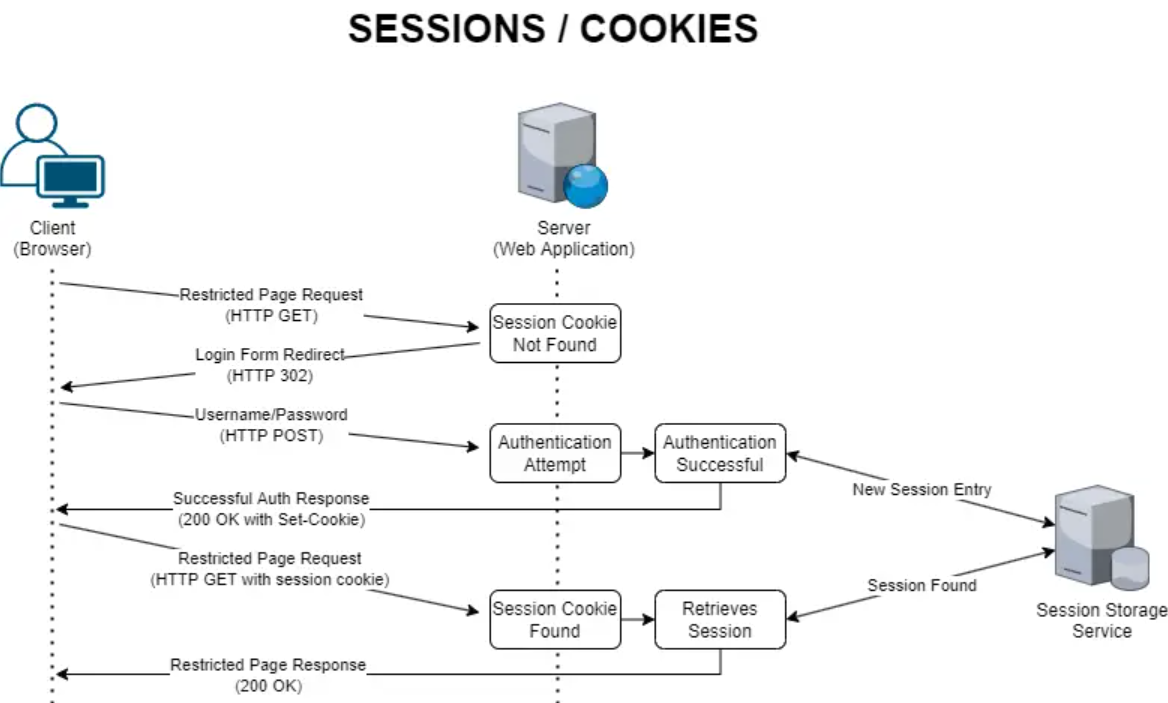 SESSIONS / COOKIES
Client
(Browser)
Server
(Web Application)
Restricted Page Request
(HTTP GET)
Session Cookie
Not Found
Login Form Redirect
(HTTP 302)
Username/Password
(HTTP POST)
Authentication
Attempt
Authentication
Successful
New Session Entry
Successful Auth Response
(200 OK with Set-Cookie)
Restricted Page Request
(HTTP GET with session cookie)
Session Found
Session Storage
Service
Session Cookie
Found
Retrieves
Session
Restricted Page Response
(200 OK)